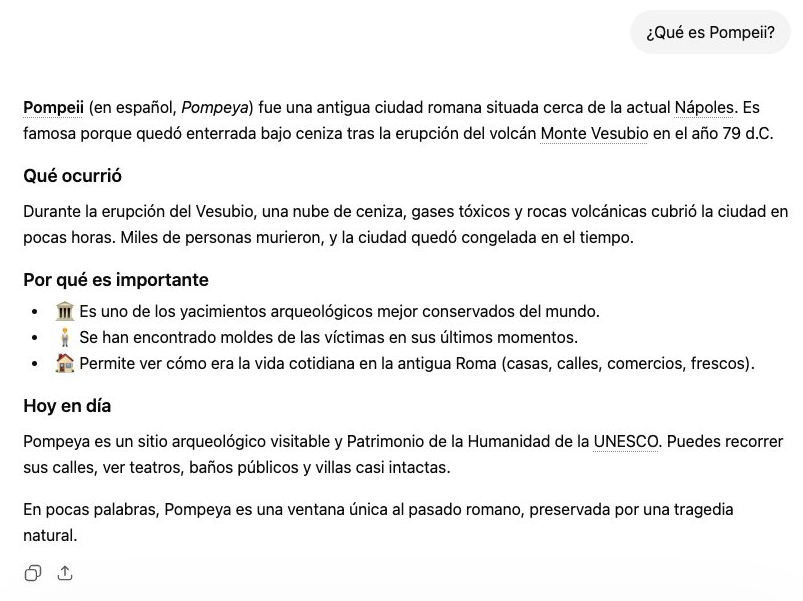 ¿Qué es Pompeii?
Pompeii (en español, Pompeya) fue una antigua ciudad romana situada cerca de la actual Nápoles. Es
famosa porque quedó enterrada bajo ceniza tras la erupción del volcán Monte Vesubio en el año 79 d.C.
Qué ocurrió
Durante la erupción del Vesubio, una nube de ceniza, gases tóxicos y rocas volcánicas cubrió la ciudad en
pocas horas. Miles de personas murieron, y la ciudad quedó congelada en el tiempo.
Por qué es importante
• 🏛️ Es uno de los yacimientos arqueológicos mejor conservados del mundo.
• 🧍 Se han encontrado moldes de las víctimas en sus últimos momentos.
• 🏠 Permite ver cómo era la vida cotidiana en la antigua Roma (casas, calles, comercios, frescos).
Hoy en día
Pompeya es un sitio arqueológico visitable y Patrimonio de la Humanidad de la UNESCO. Puedes recorrer
sus calles, ver teatros, baños públicos y villas casi intactas.
En pocas palabras, Pompeya es una ventana única al pasado romano, preservada por una tragedia
natural.